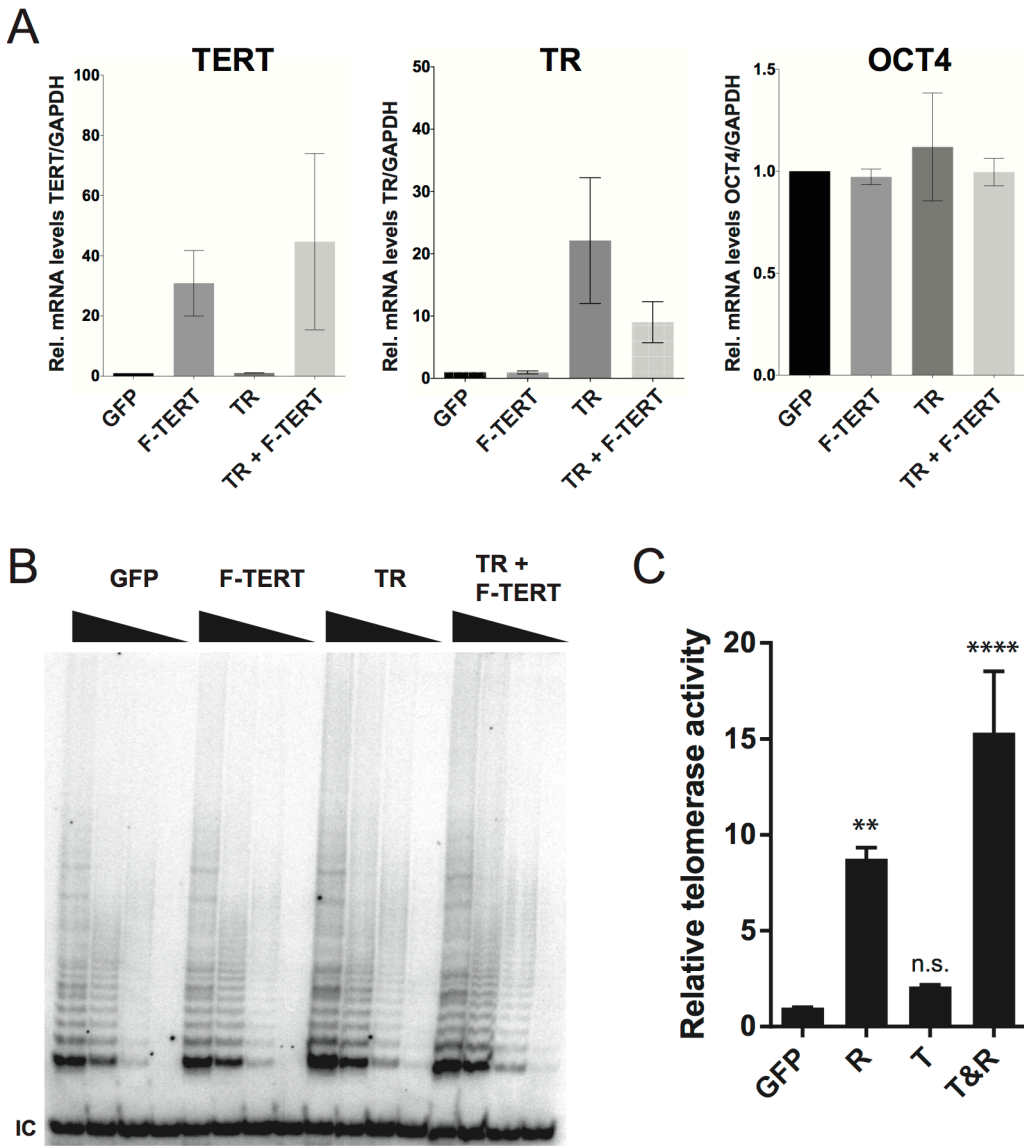 A
TERT
Rel. mRNA levels TERT/GAPDH
100
80
60
40
20
0
GFP
F-TERT
TR
TR + F-TERT
TR
Rel. mRNA levels TR/GAPDH
50
40
30
20
10
0
GFP
F-TERT
TR
TR + F-TERT
OCT4
Rel. mRNA levels OCT4/GAPDH
1.5
1.0
0.5
0.0
GFP
F-TERT
TR
TR + F-TERT
B
GFP
F-TERT
TR
TR +
F-TERT
IC
C
Relative telomerase activity
20
15
10
5
0
**
n.s.
****
GFP
R
T
T&R